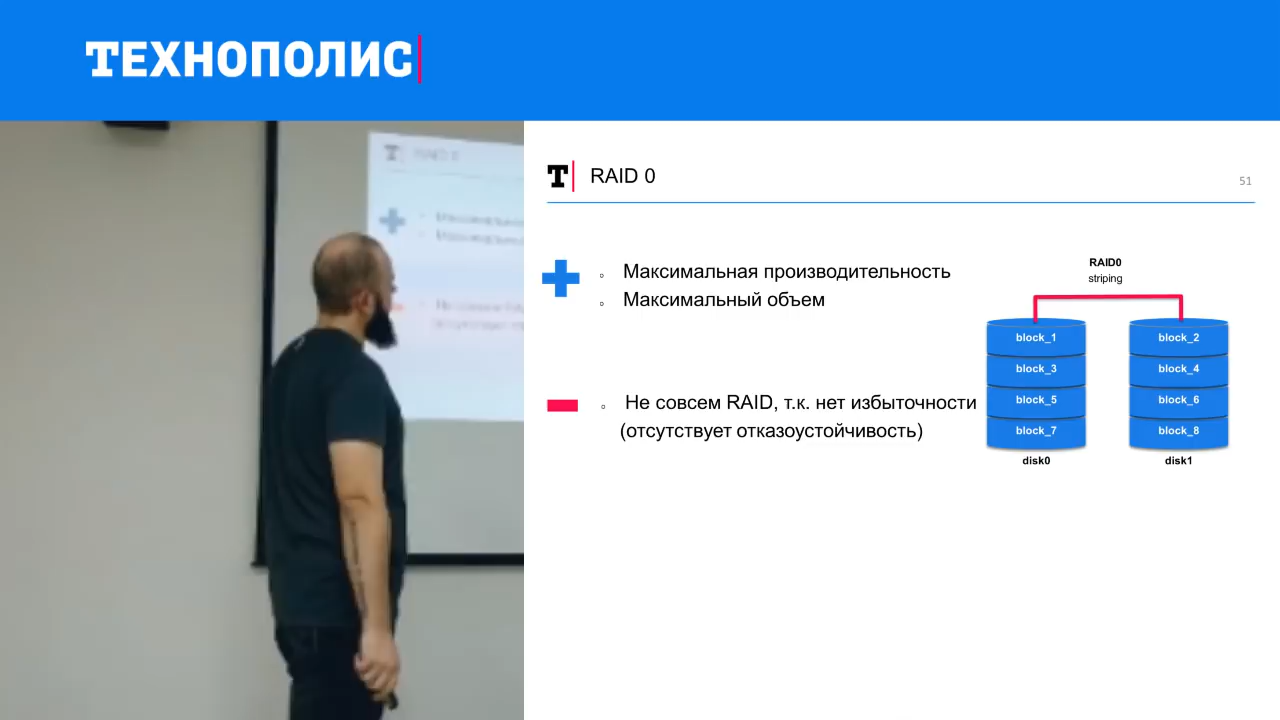 ТЕХНОПОЛИС
T RAID 0
51
Максимальная производительность
Максимальный объем
Не совсем RAID, т.к. нет избыточности
(отсутствует отказоустойчивость)
RAID0
striping
block_1
block_2
block_3
block_4
block_5
block_6
block_7
block_8
disk0
disk1